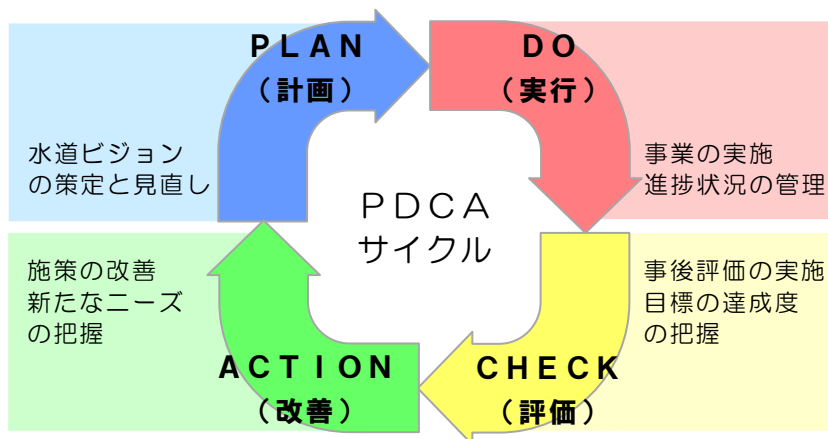 ＰＬＡＮ
（計画）
水道ビジョン
の策定と見直し
ＤＯ
（実行）
事業の実施
進捗状況の管理
ＰＤＣＡ
サイクル
施策の改善
新たなニーズ
の把握
ＡＣＴＩＯＮ
（改善）
事後評価の実施
目標の達成度
の把握
ＣＨＥＣＫ
（評価）